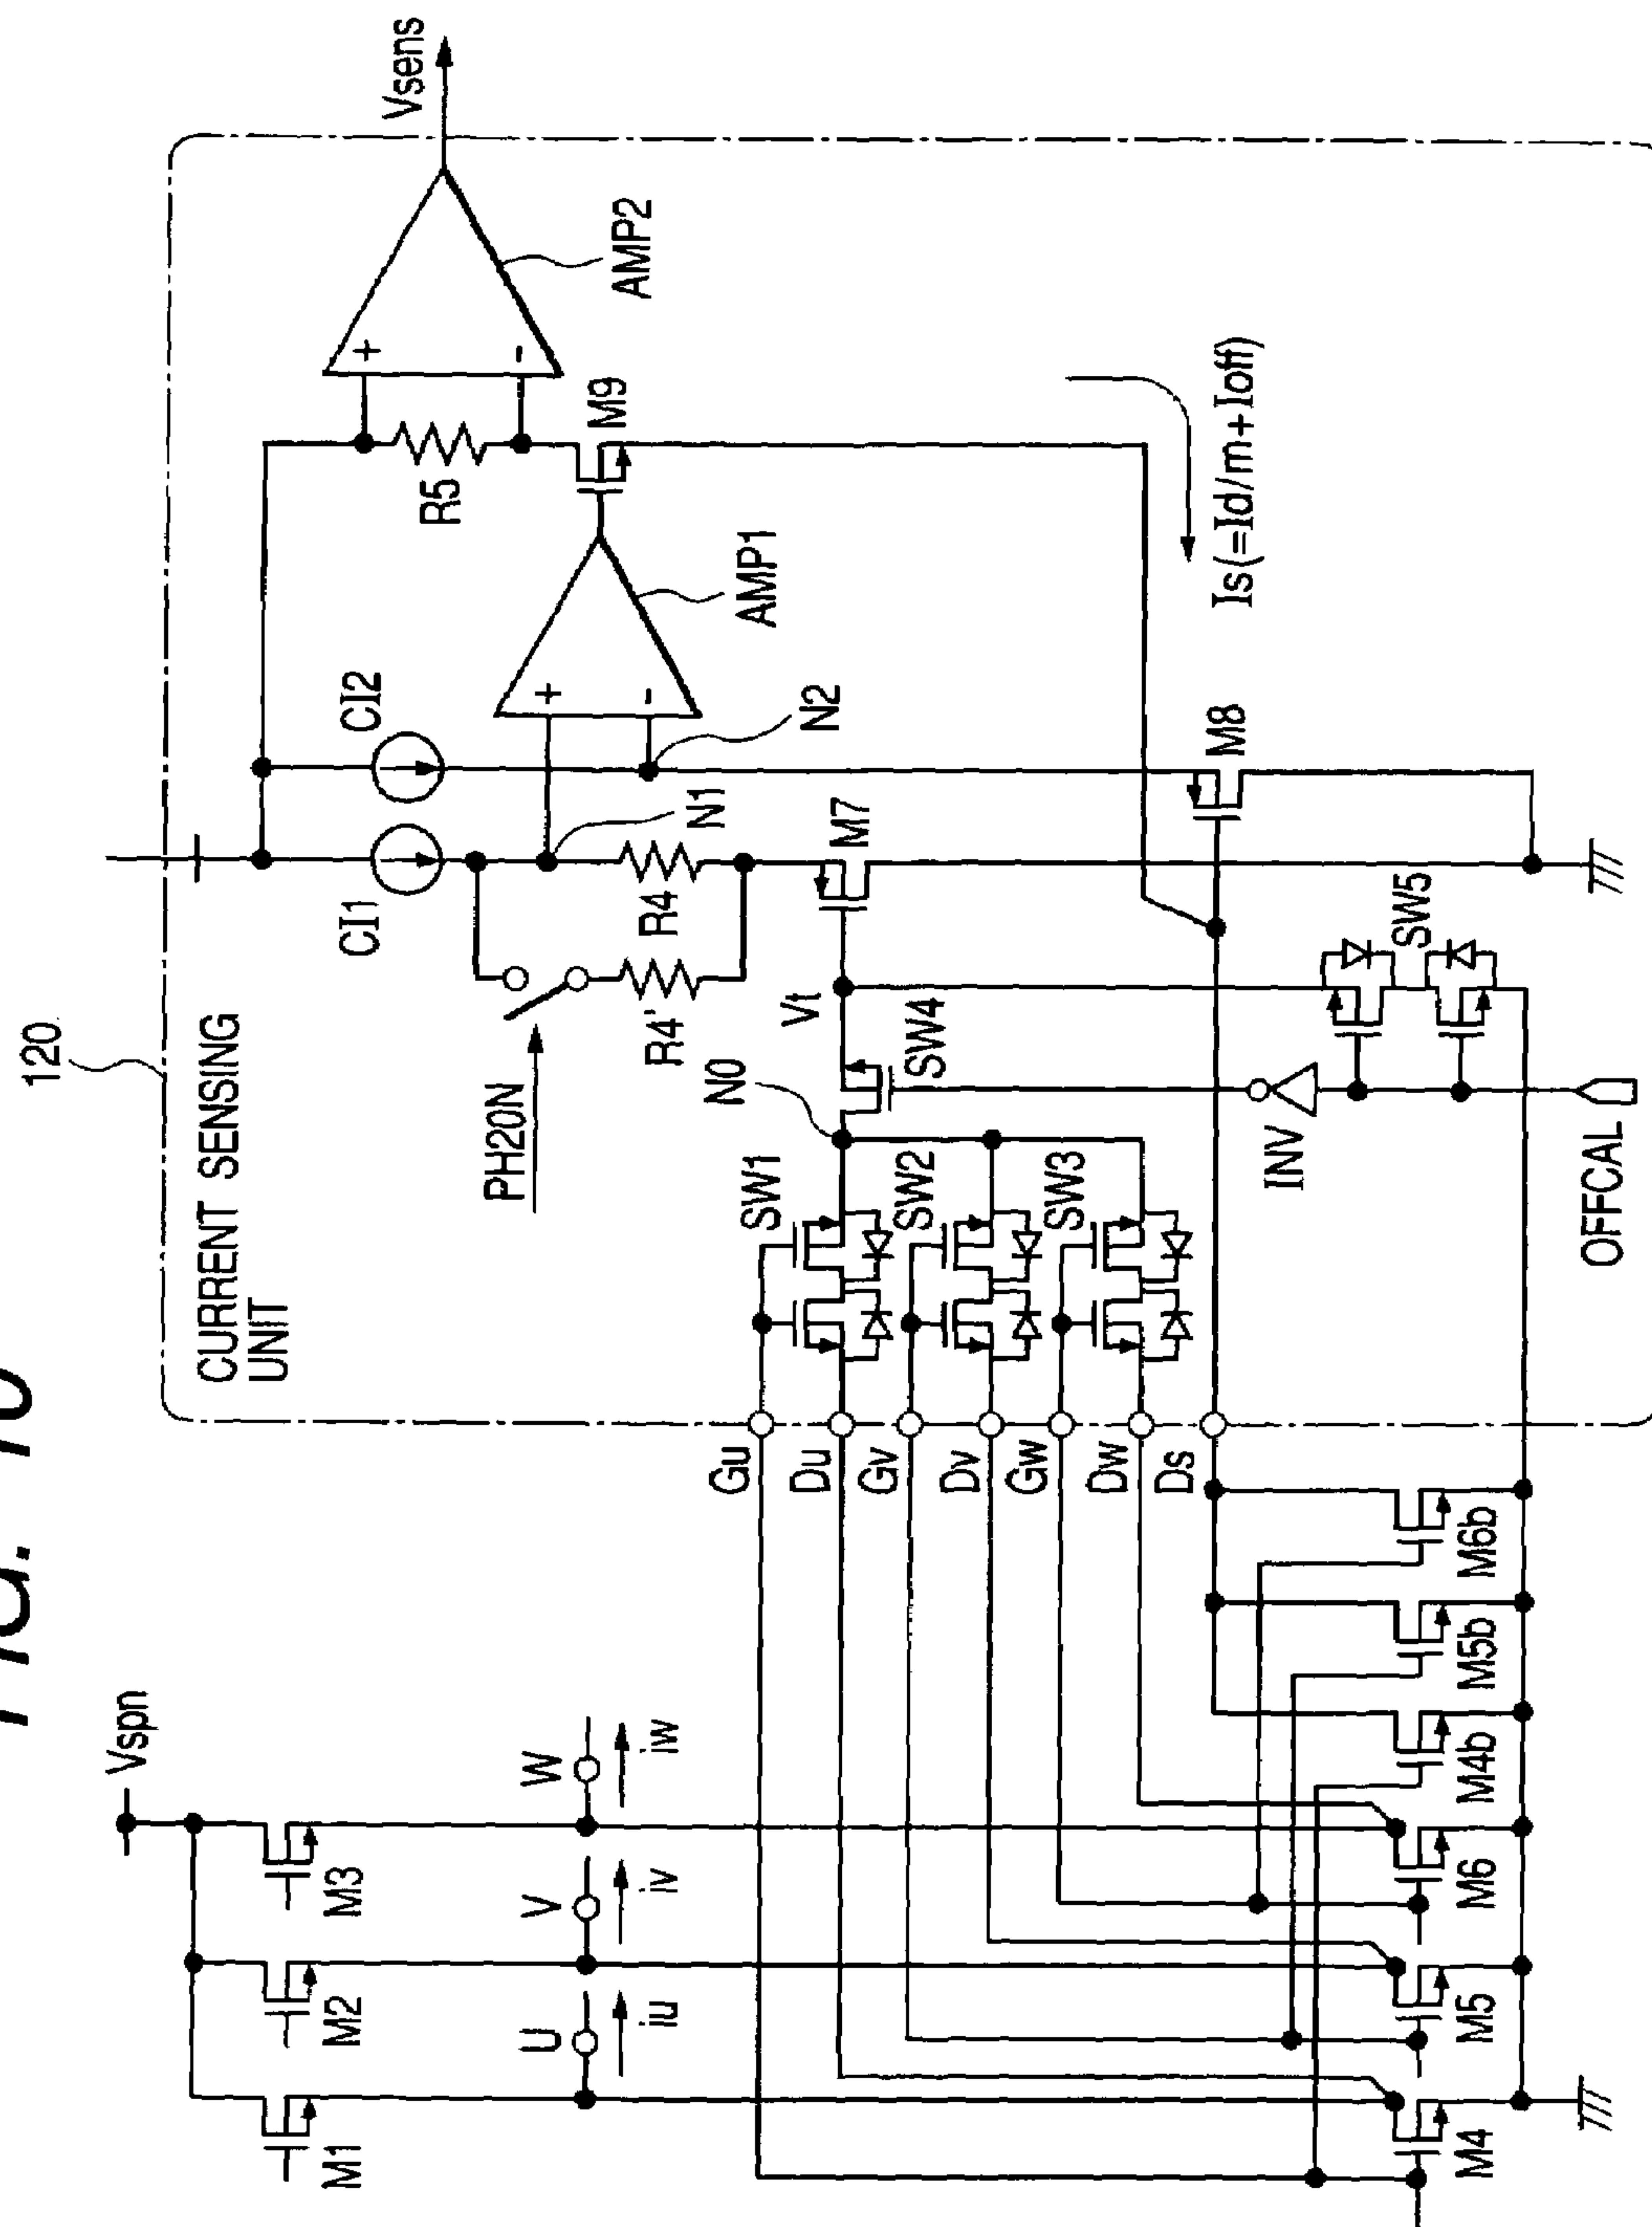 FIG. 10
120
CURRENT SENSING
UNIT
Vspn
M1
M2
M3
U
V
W
iu
iv
iw
M4
M5
M6
M4b
M5b
M6b
Gu
Du
Gv
Dv
Gw
Dw
Ds
SW1
SW2
SW3
N0
SW4
Vt
PH20N
R4'
R4
CI1
CI2
N1
N2
M7
M8
AMP1
+
-
R5
M9
AMP2
+
-
Vsens
Is(=Id/m+Ioff)
INV
SW5
OFFCAL